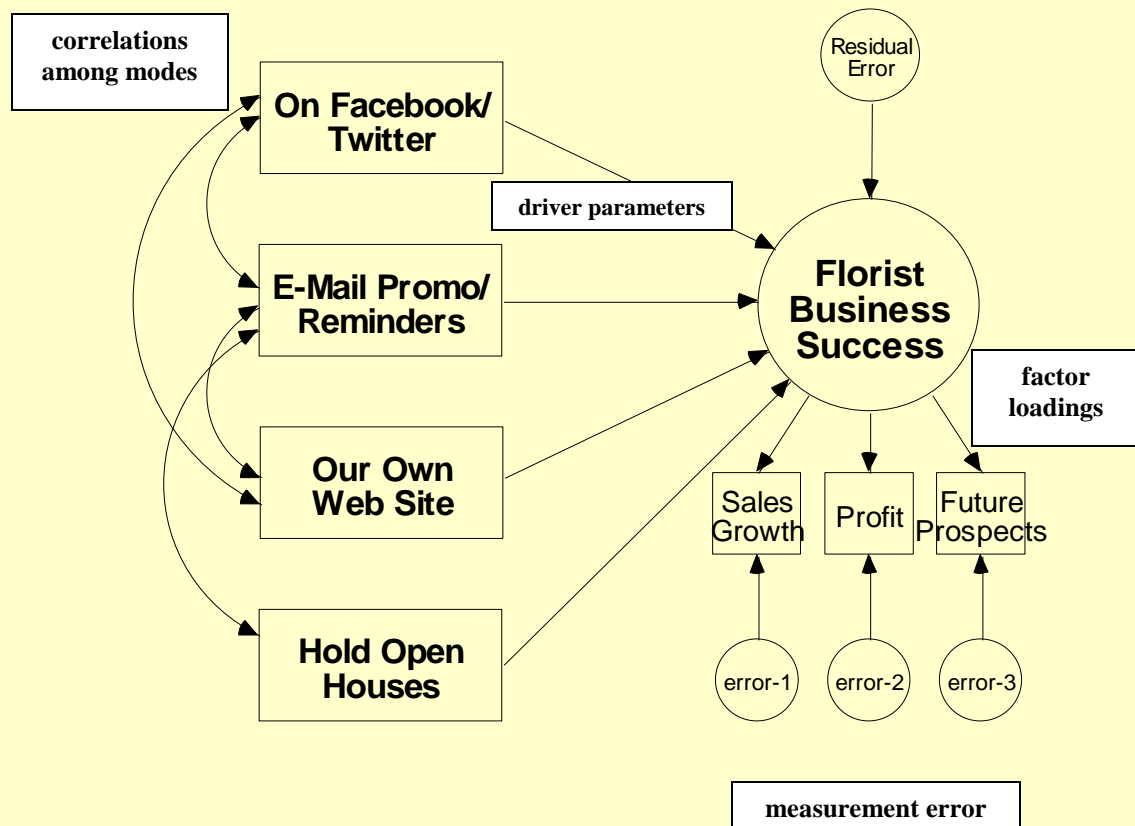 correlations
among modes
Residual
Error
On Facebook/
Twitter
driver parameters
E-Mail Promo/
Reminders
Florist
Business
Success
factor
loadings
Our Own
Web Site
Sales
Growth
Profit
Future
Prospects
Hold Open
Houses
error-1
error-2
error-3
measurement error